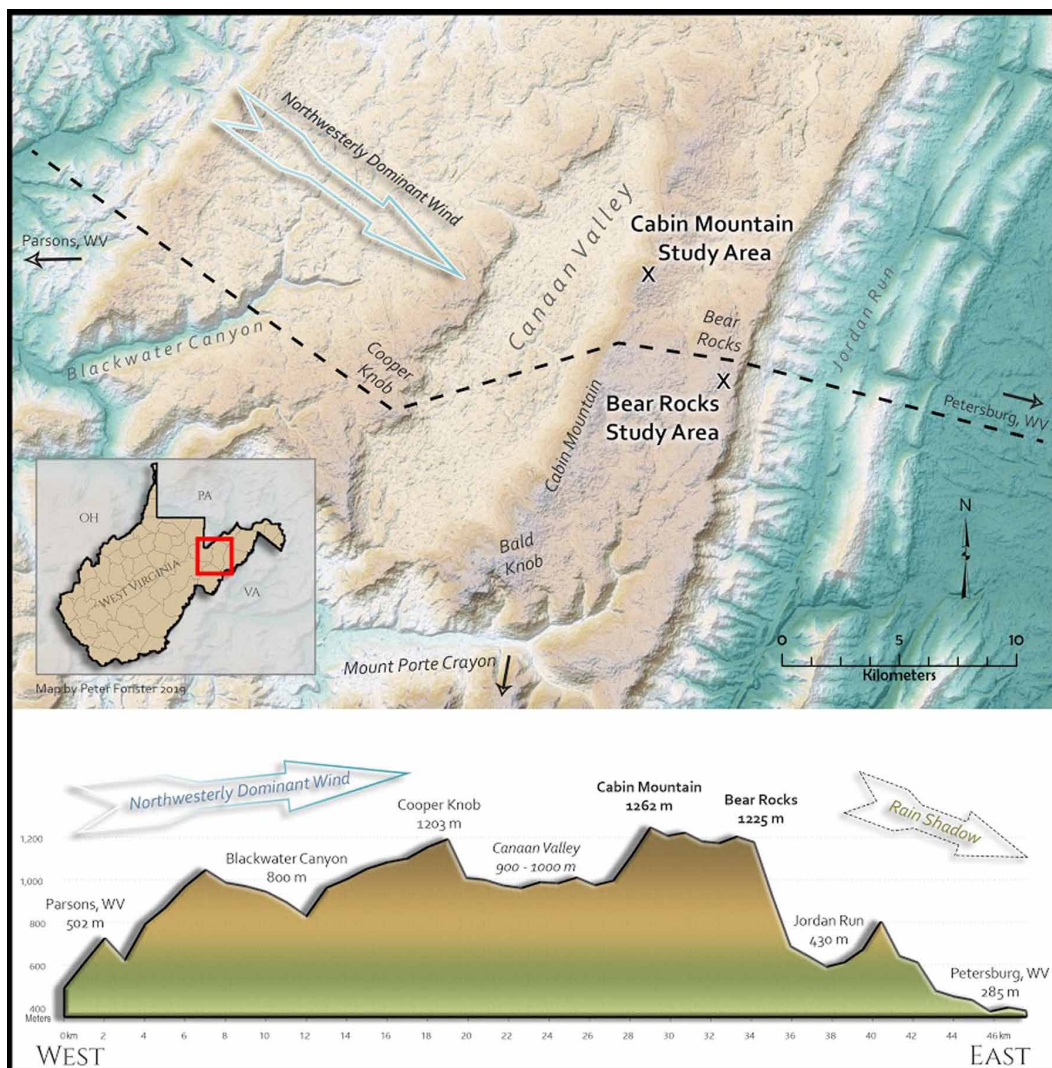 Northwesterly Dominant Wind
Parsons, WV
Blackwater Canyon
Cooper
Knob
Canaan Valley
Cabin Mountain
Study Area
X
Bear
Rocks
X
Bear Rocks
Study Area
Cabin Mountain
Jordan Run
Petersburg, WV
Bald
Knob
Mount Porte Crayon
N
0 5 10
Kilometers
OH
PA
WEST VIRGINIA
VA
Map by Peter Forister 2019
Northwesterly Dominant Wind
Rain Shadow
Parsons, WV
502 m
Blackwater Canyon
800 m
Cooper Knob
1203 m
Canaan Valley
900 - 1000 m
Cabin Mountain
1262 m
Bear Rocks
1225 m
Jordan Run
430 m
Petersburg, WV
285 m
1,200
1,000
800
600
400
Meters
0km 2 4 6 8 10 12 14 16 18 20 22 24 26 28 30 32 34 36 38 40 42 44 46 km
WEST
EAST